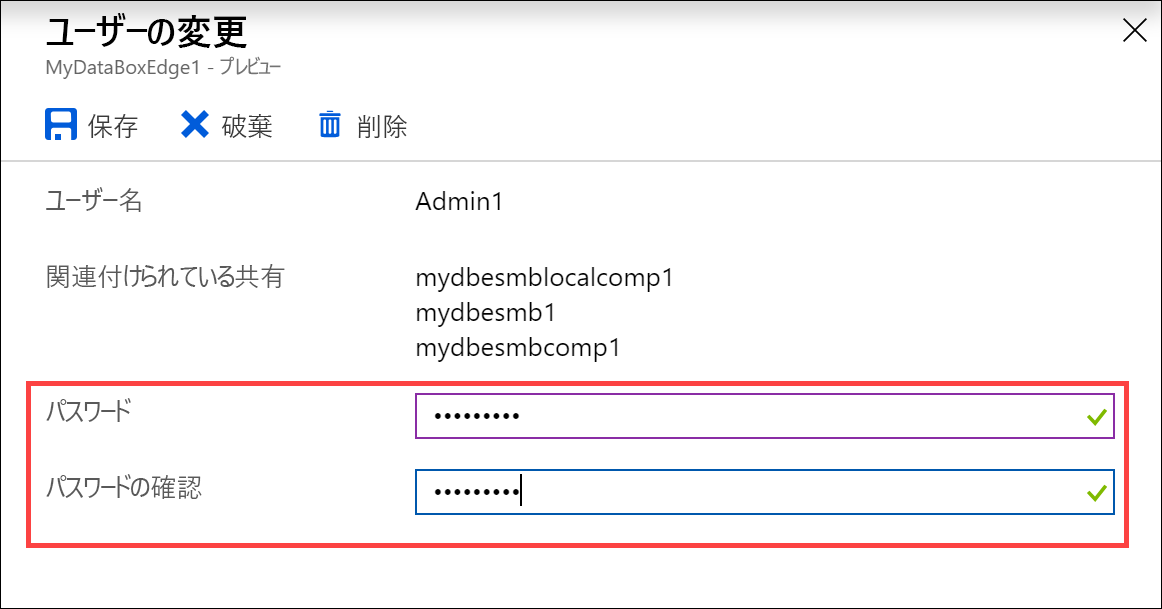 ユーザーの変更
MyDataBoxEdge1 - プレビュー
保存 破棄 削除
ユーザー名 Admin1
関連付けられている共有 mydbesmblocalcomp1
mydbesmb1
mydbesmbcomp1
パスワード •••••••••
パスワードの確認 •••••••••